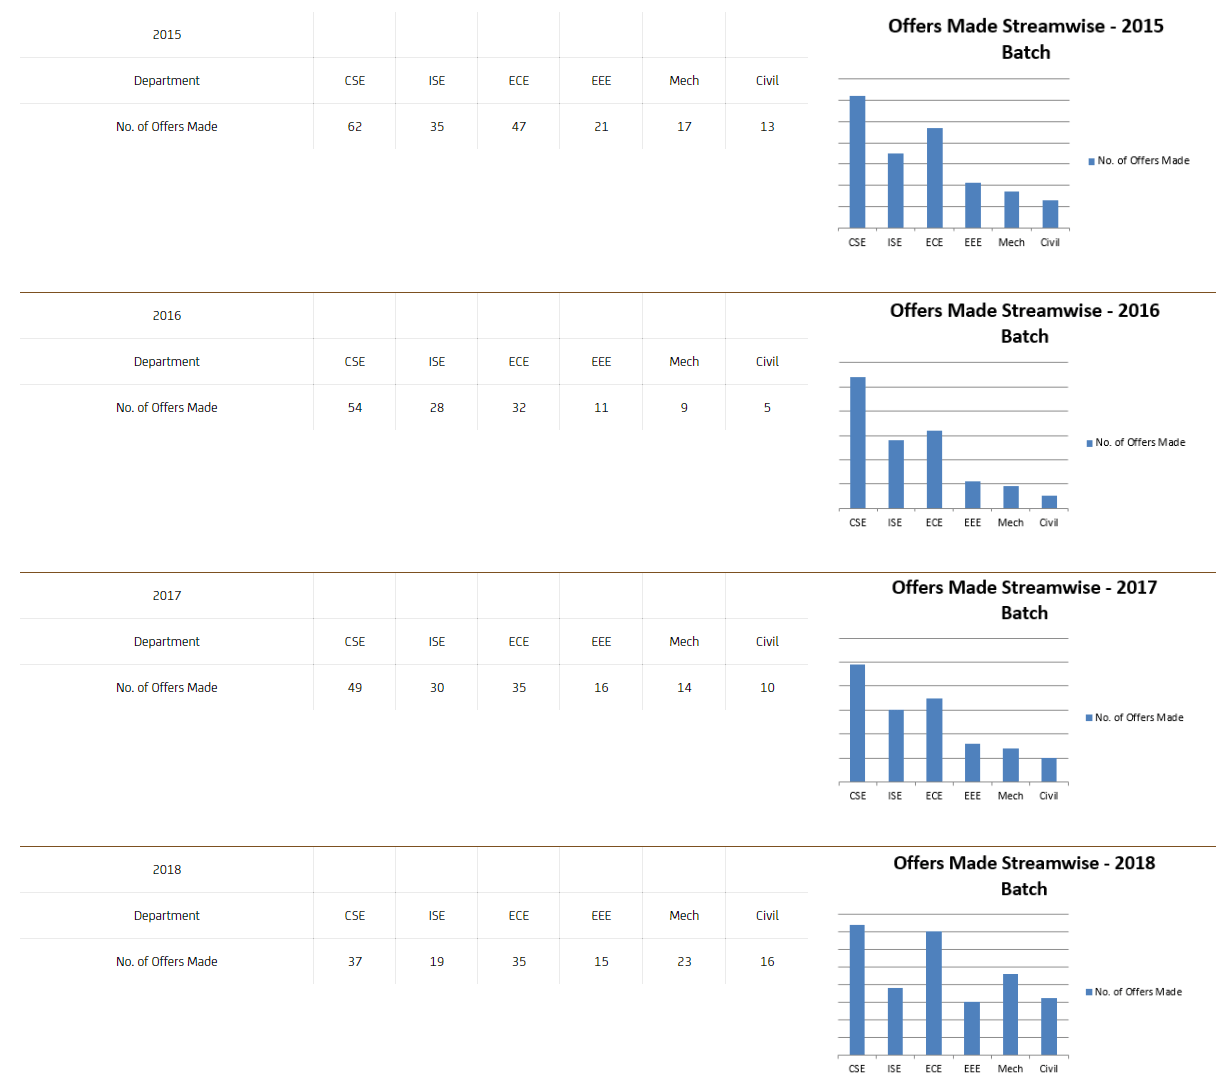 2015
Department CSE ISE ECE EEE Mech Civil
No. of Offers Made 62 35 47 21 17 13
Offers Made Streamwise - 2015
Batch
No. of Offers Made
CSE ISE ECE EEE Mech Civil
2016
Department CSE ISE ECE EEE Mech Civil
No. of Offers Made 54 28 32 11 9 5
Offers Made Streamwise - 2016
Batch
No. of Offers Made
CSE ISE ECE EEE Mech Civil
2017
Department CSE ISE ECE EEE Mech Civil
No. of Offers Made 49 30 35 16 14 10
Offers Made Streamwise - 2017
Batch
No. of Offers Made
CSE ISE ECE EEE Mech Civil
2018
Department CSE ISE ECE EEE Mech Civil
No. of Offers Made 37 19 35 15 23 16
Offers Made Streamwise - 2018
Batch
No. of Offers Made
CSE ISE ECE EEE Mech Civil